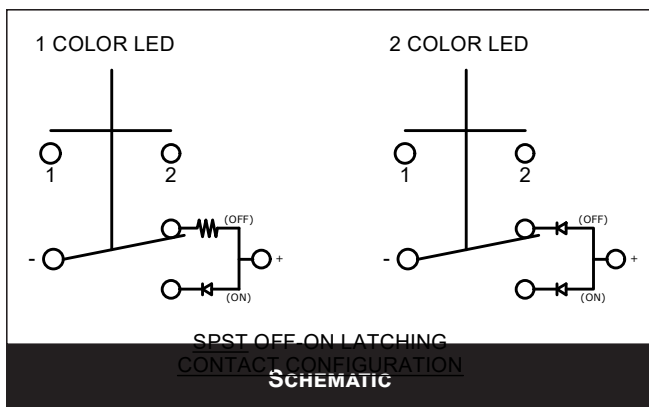 1 COLOR LED 2 COLOR LED
1 2 1 2
(OFF) (OFF)
- + - +
(ON) (ON)
SPST OFF-ON LATCHING
CONTACT CONFIGURATION
SCHEMATIC